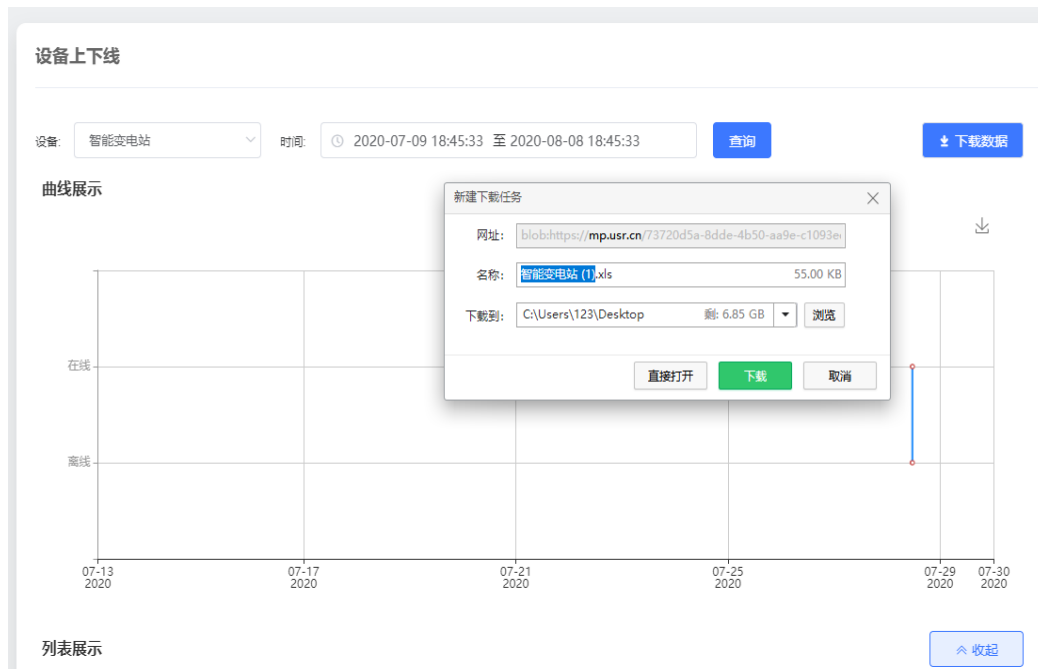 设备上下线
设备: 智能变电站 时间: 2020-07-09 18:45:33 至 2020-08-08 18:45:33 查询 下载数据
曲线展示
新建下载任务
网址: blob:https://mp.usr.cn/73720d5a-8dde-4b50-aa9e-c1093e
名称: 智能变电站 (1).xls 55.00 KB
下载到: C:\Users\123\Desktop 剩: 6.85 GB 浏览
直接打开 下载 取消
在线
离线
07-13 07-17 07-21 07-25 07-29 07-30
2020 2020 2020 2020 2020 2020
列表展示 收起